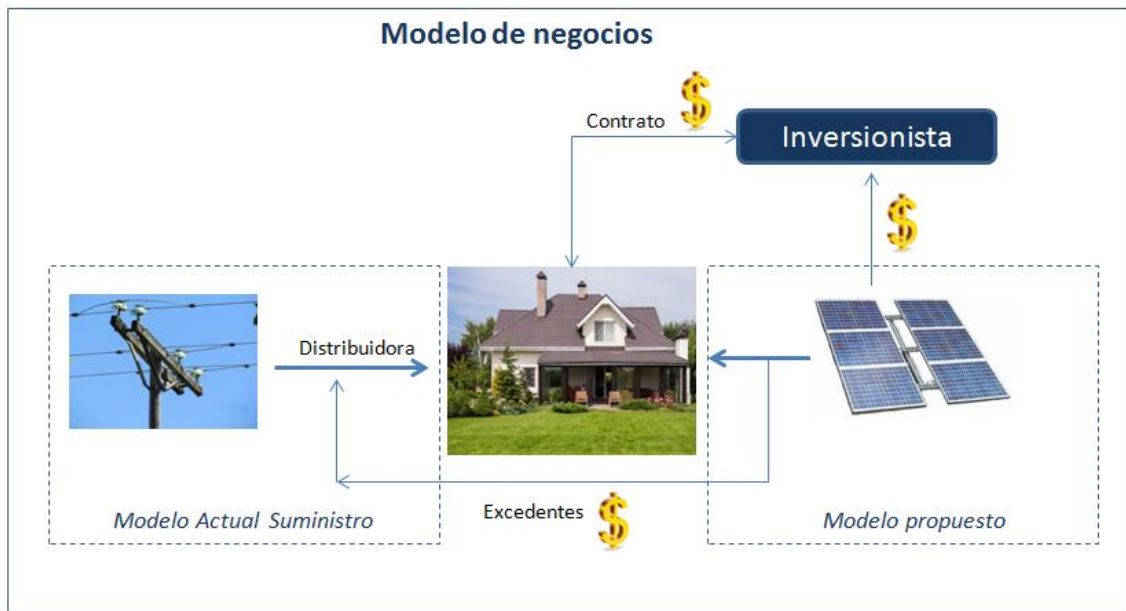 Modelo de negocios
Contrato
Inversionista
Distribuidora
Excedentes
Modelo Actual Suministro
Modelo propuesto